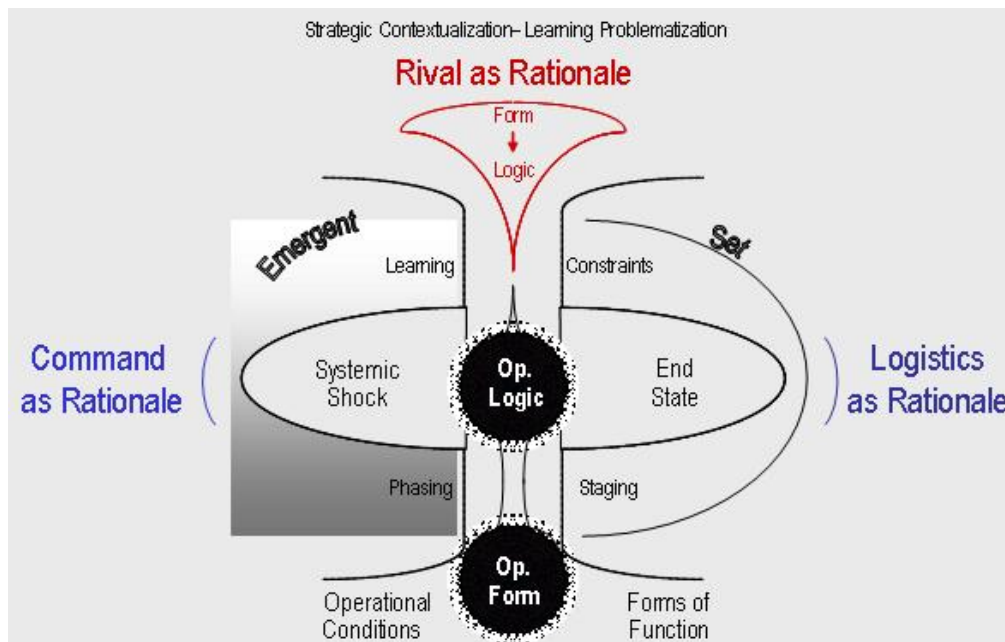 Strategic Contextualization– Learning Problematization
Rival as Rationale
Form
Logic
Emergent
Set
Learning
Constraints
Command
as Rationale
Systemic
Shock
Op.
Logic
End
State
Logistics
as Rationale
Phasing
Staging
Op.
Form
Operational
Conditions
Forms of
Function